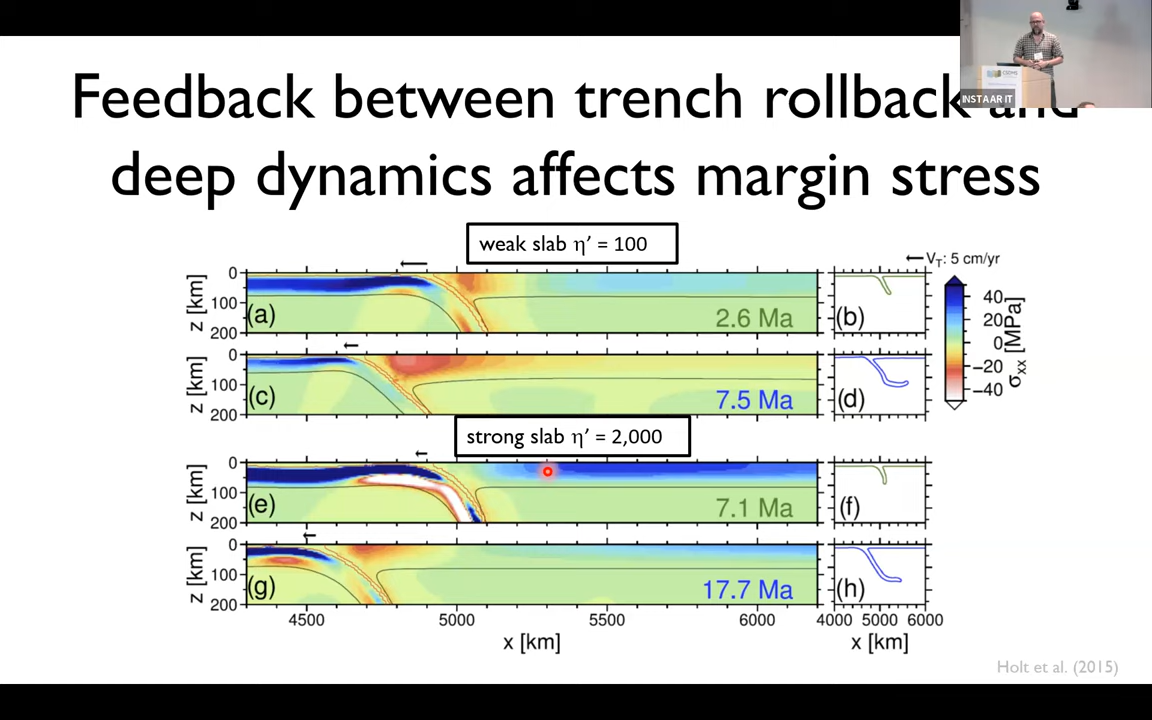 Feedback between trench rollback and
deep dynamics affects margin stress
INSTAAR IT
weak slab η’ = 100
V_T: 5 cm/yr
z [km]
0
100
200
(a)
2.6 Ma
(b)
z [km]
0
100
200
(c)
7.5 Ma
(d)
40
20
0
−20
−40
σxx [MPa]
strong slab η’ = 2,000
z [km]
0
100
200
(e)
7.1 Ma
(f)
z [km]
0
100
200
(g)
17.7 Ma
(h)
4500 5000 5500 6000
4000 5000 6000
x [km]
x [km]
Holt et al. (2015)